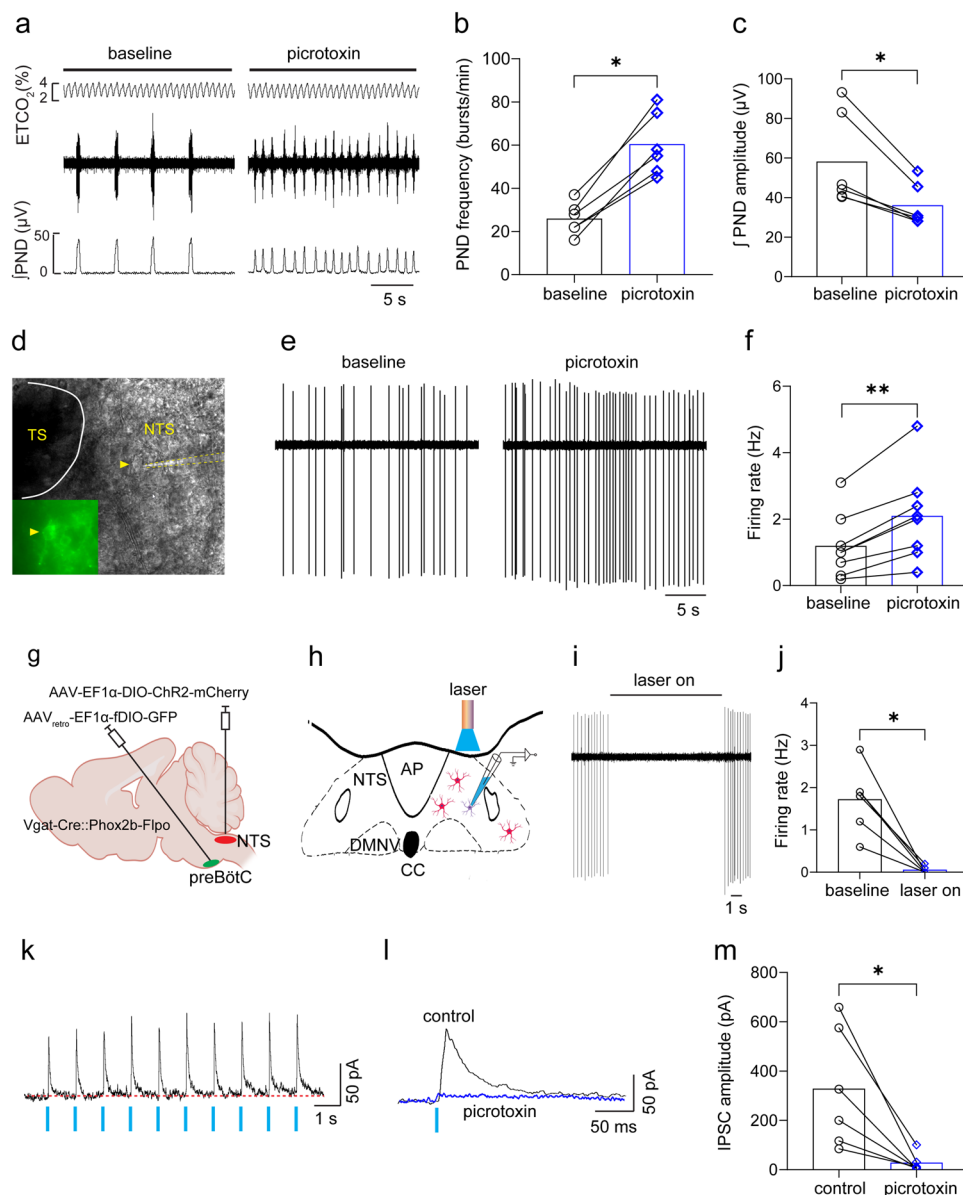 a
baseline
picrotoxin
ETCO2(%)
4
2
∫PND (µV)
50
0
5 s
b
PND frequency (bursts/min)
100
80
60
40
20
0
*
baseline
picrotoxin
c
∫ PND amplitude (µV)
100
80
60
40
20
0
*
baseline
picrotoxin
d
TS
NTS
e
baseline
picrotoxin
5 s
f
Firing rate (Hz)
6
4
2
0
**
baseline
picrotoxin
g
AAV-EF1α-DIO-ChR2-mCherry
AAVretro-EF1α-fDIO-GFP
Vgat-Cre::Phox2b-Flpo
NTS
preBötC
h
laser
NTS
AP
DMNV
CC
i
laser on
1 s
j
Firing rate (Hz)
4
3
2
1
0
*
baseline
laser on
k
50 pA
1 s
l
control
picrotoxin
50 pA
50 ms
m
IPSC amplitude (pA)
800
600
400
200
0
*
control
picrotoxin